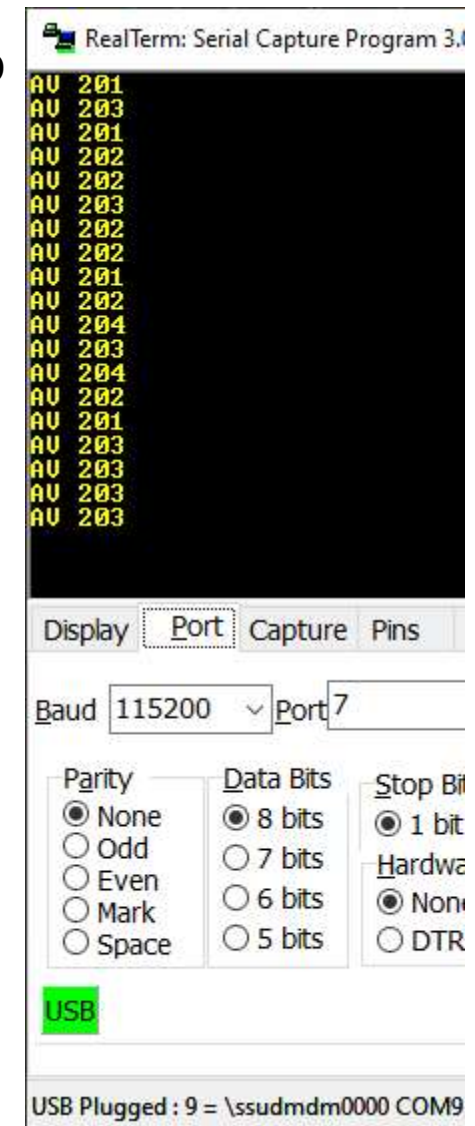 RealTerm: Serial Capture Program 3.
AV 201
AV 203
AV 201
AV 202
AV 202
AV 203
AV 202
AV 202
AV 201
AV 202
AV 204
AV 203
AV 204
AV 202
AV 201
AV 203
AV 203
AV 203
AV 203
Display Port Capture Pins
Baud 115200 Port 7
Parity Data Bits Stop Bit
None 8 bits 1 bit
Odd 7 bits Hardwa
Even 6 bits None
Mark 5 bits DTR
Space
USB
USB Plugged : 9 = \ssudmdm0000 COM9